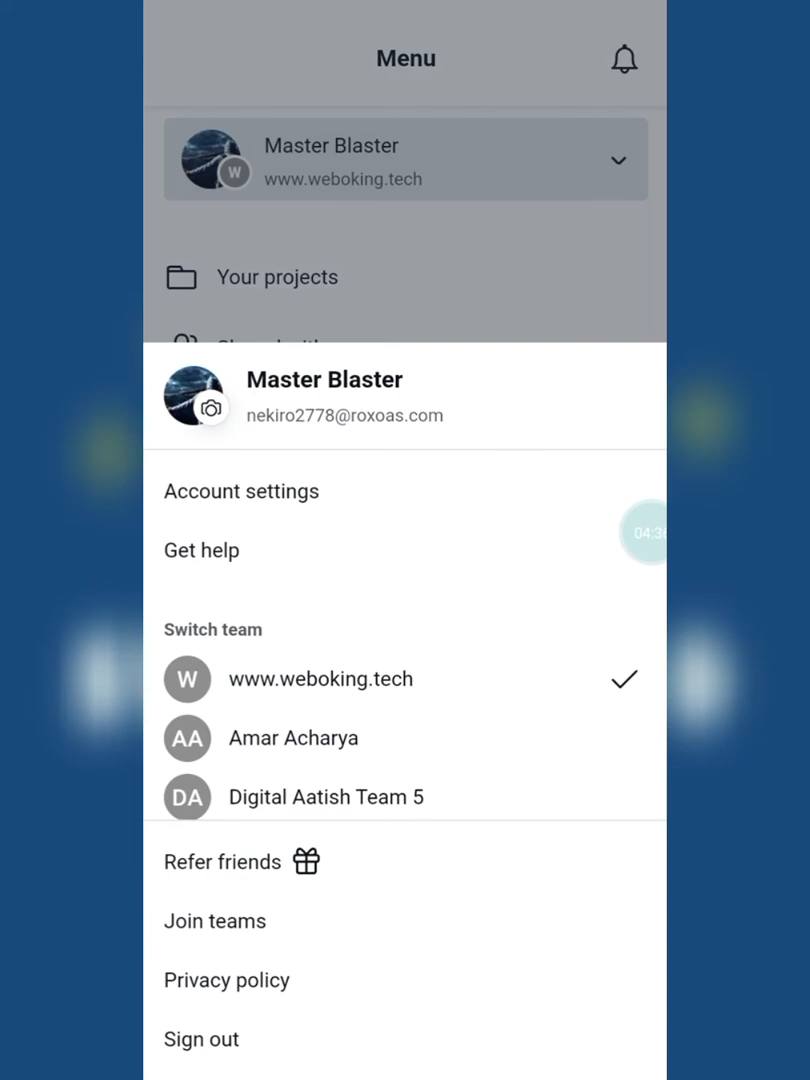 Menu
Master Blaster
W
www.weboking.tech
Your projects
Master Blaster
nekiro2778@roxoas.com
Account settings
Get help
Switch team
W www.weboking.tech
AA Amar Acharya
DA Digital Aatish Team 5
Refer friends
Join teams
Privacy policy
Sign out